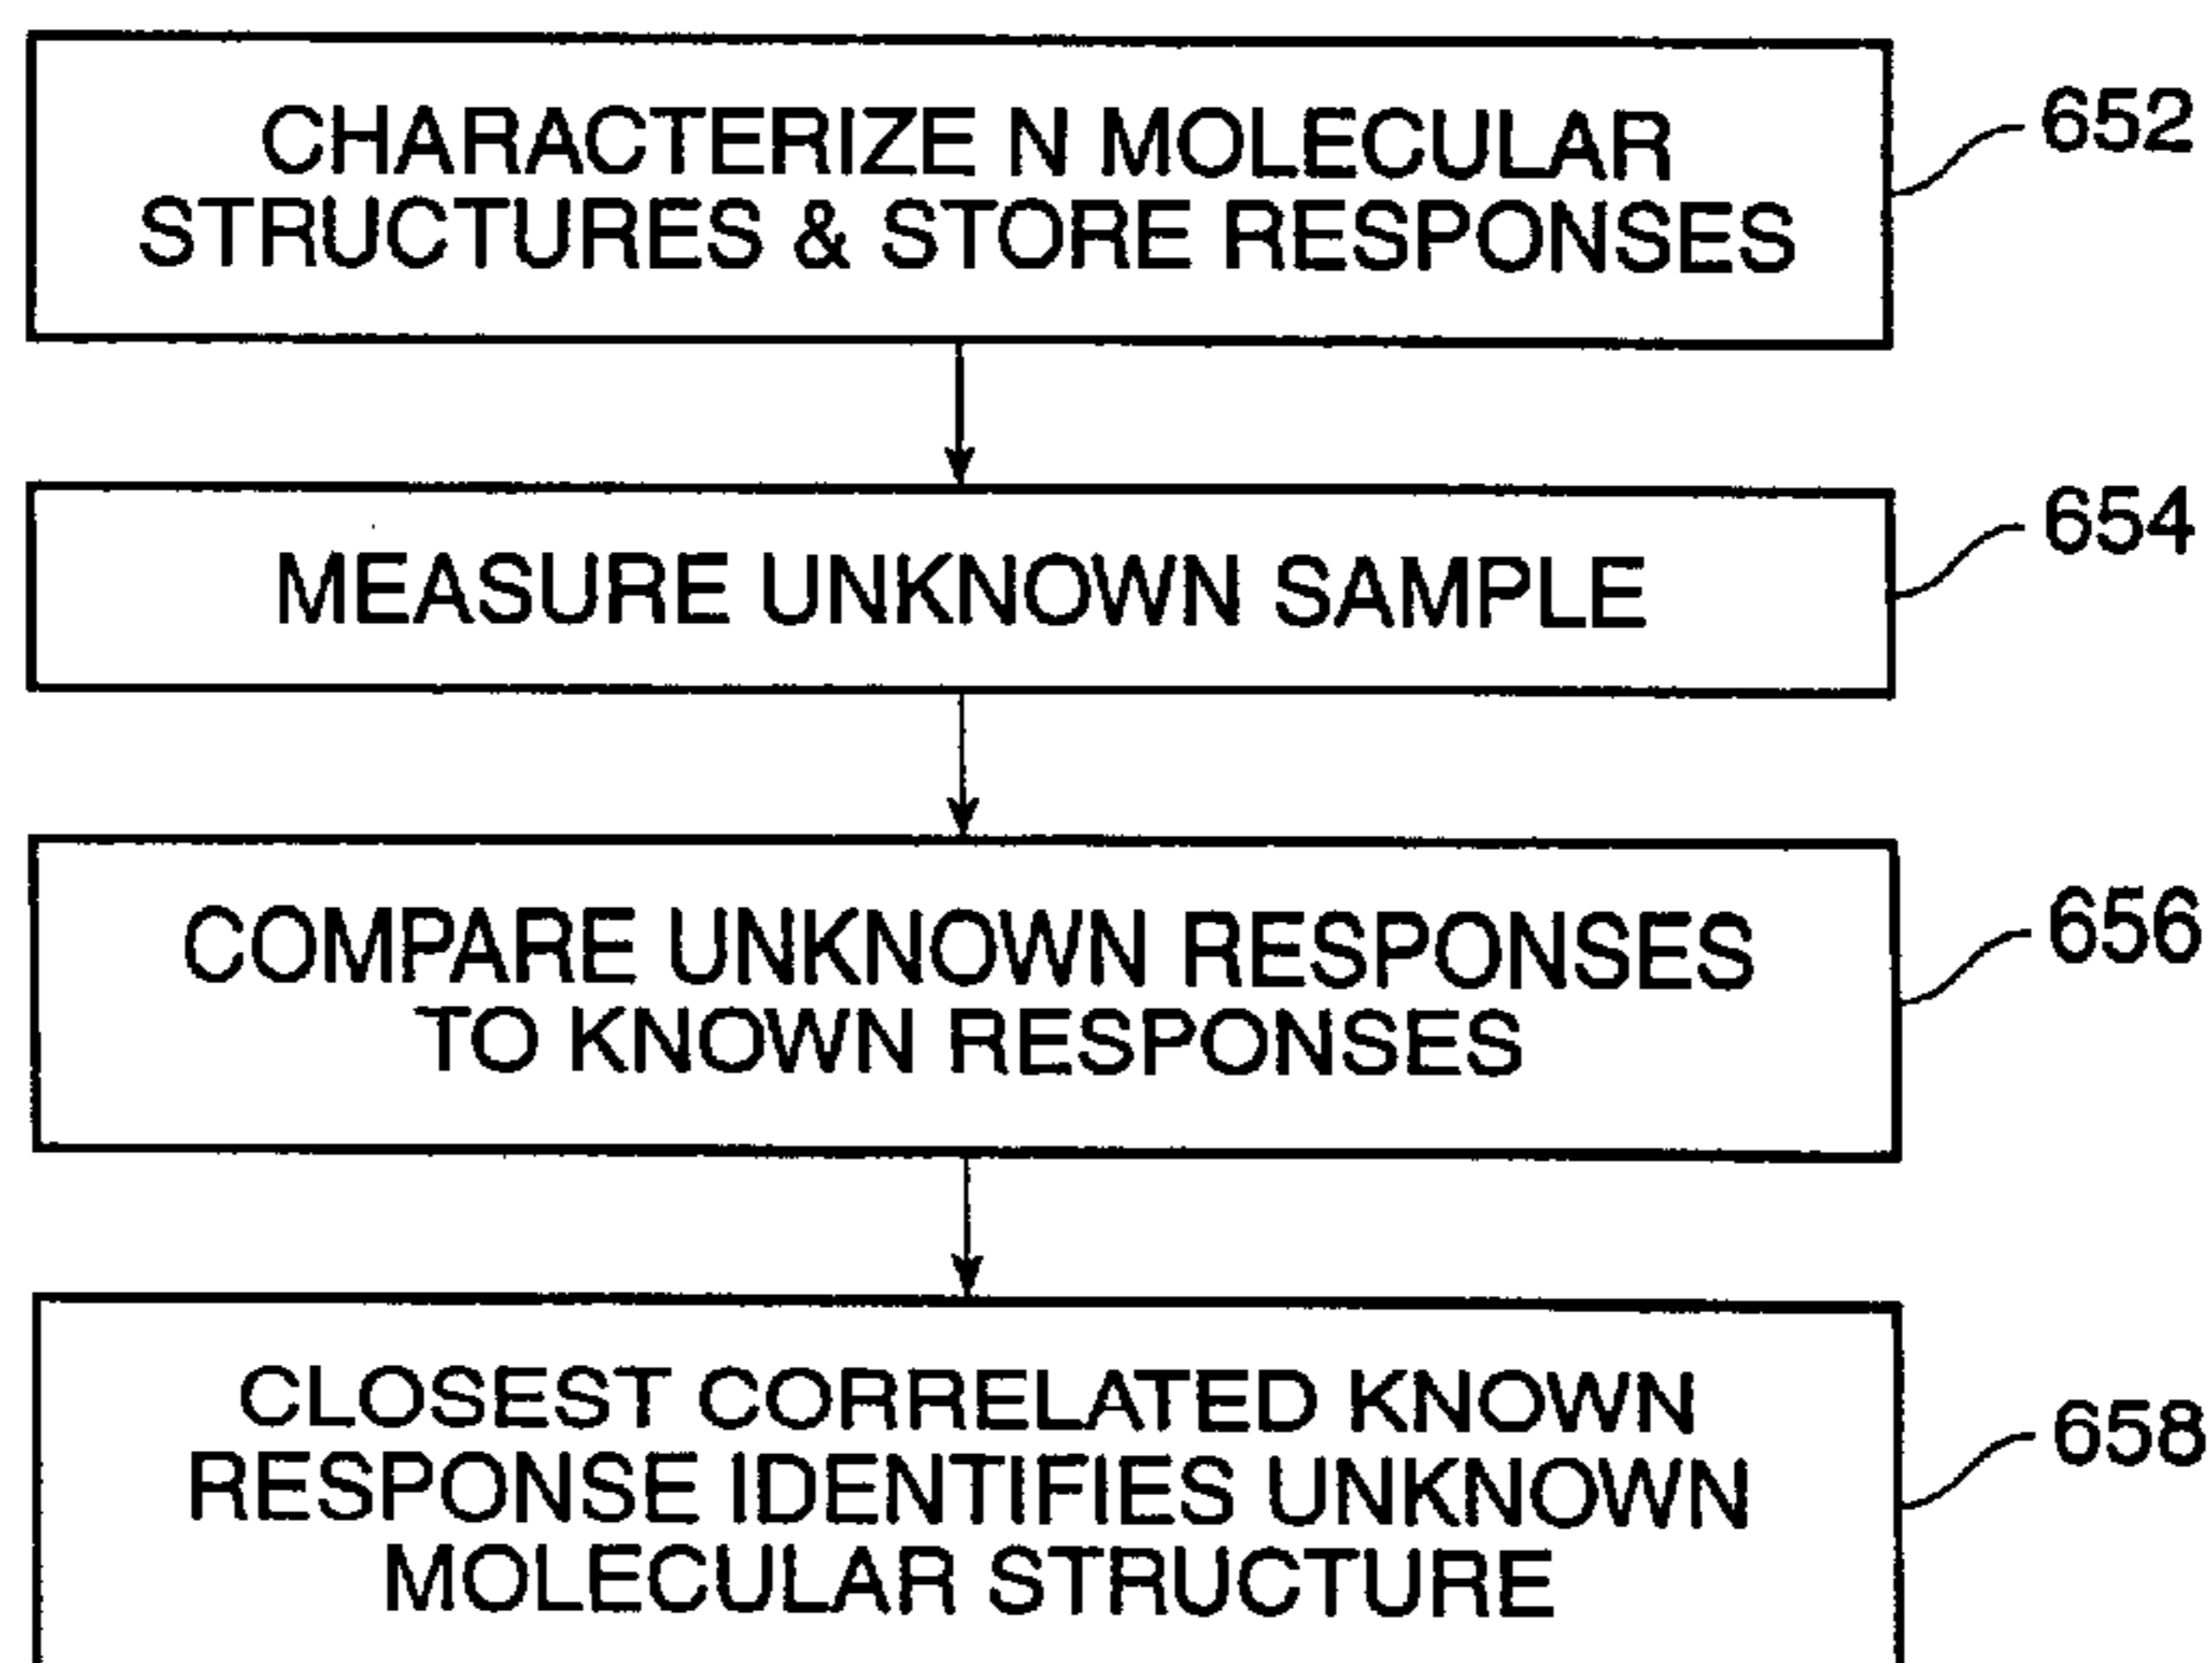 CHARACTERIZE N MOLECULAR
STRUCTURES & STORE RESPONSES
652
MEASURE UNKNOWN SAMPLE
654
COMPARE UNKNOWN RESPONSES
TO KNOWN RESPONSES
656
CLOSEST CORRELATED KNOWN
RESPONSE IDENTIFIES UNKNOWN
MOLECULAR STRUCTURE
658